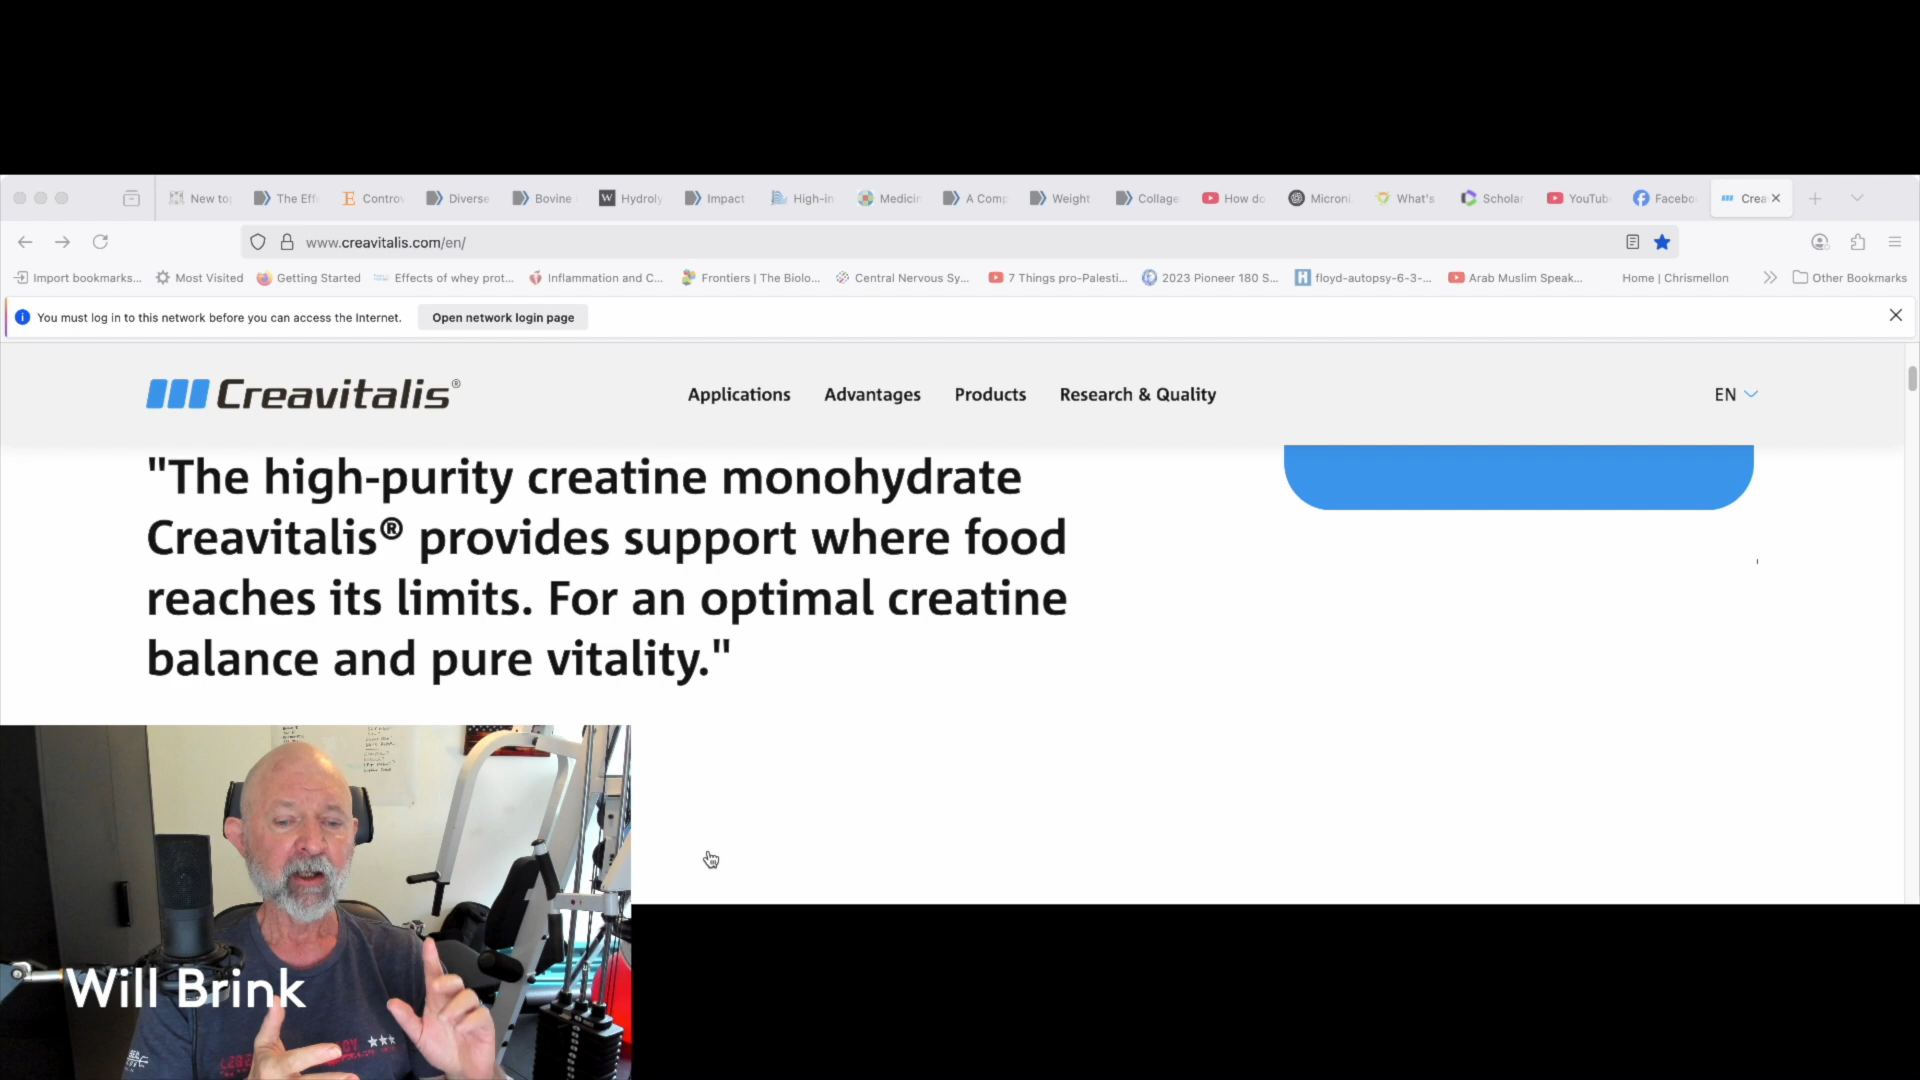 New to
The Eff
Contro
Diverse
Bovine
W Hydroly
Impact
High-in
Medicin
A Comp
Weight
Collage
How do
Microni
What's
Scholar
YouTub
Facebo
Crea
www.creavitalis.com/en/
Import bookmarks...
Most Visited
Getting Started
Effects of whey prot...
Inflammation and C...
Frontiers | The Biolo...
Central Nervous Sy...
7 Things pro-Palesti...
2023 Pioneer 180 S...
H floyd-autopsy-6-3-...
Arab Muslim Speak...
Home | Chrismellon
Other Bookmarks
You must log in to this network before you can access the Internet.
Open network login page
Creavitalis®
Applications
Advantages
Products
Research & Quality
EN
"The high-purity creatine monohydrate
Creavitalis® provides support where food
reaches its limits. For an optimal creatine
balance and pure vitality."
Will Brink